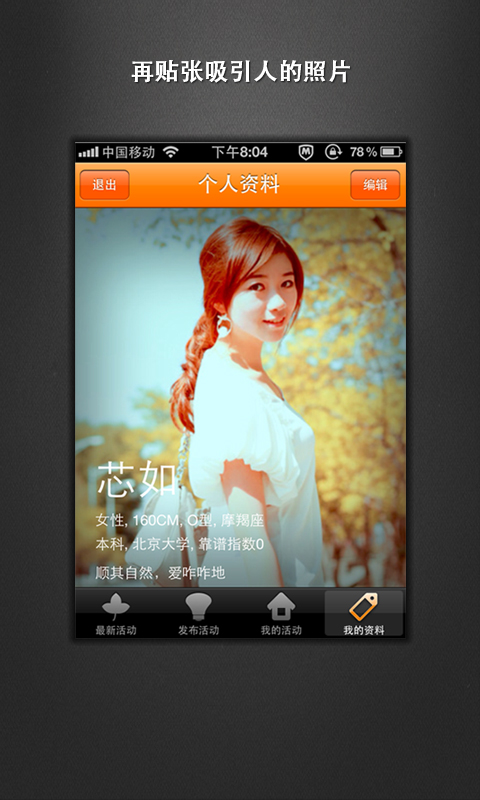 再贴张吸引人的照片
中国移动 下午8:04 78%
退出 个人资料 编辑
芯如
女性, 160CM, O型, 摩羯座
本科, 北京大学, 靠谱指数0
顺其自然，爱咋咋地
最新活动 发布活动 我的活动 我的资料